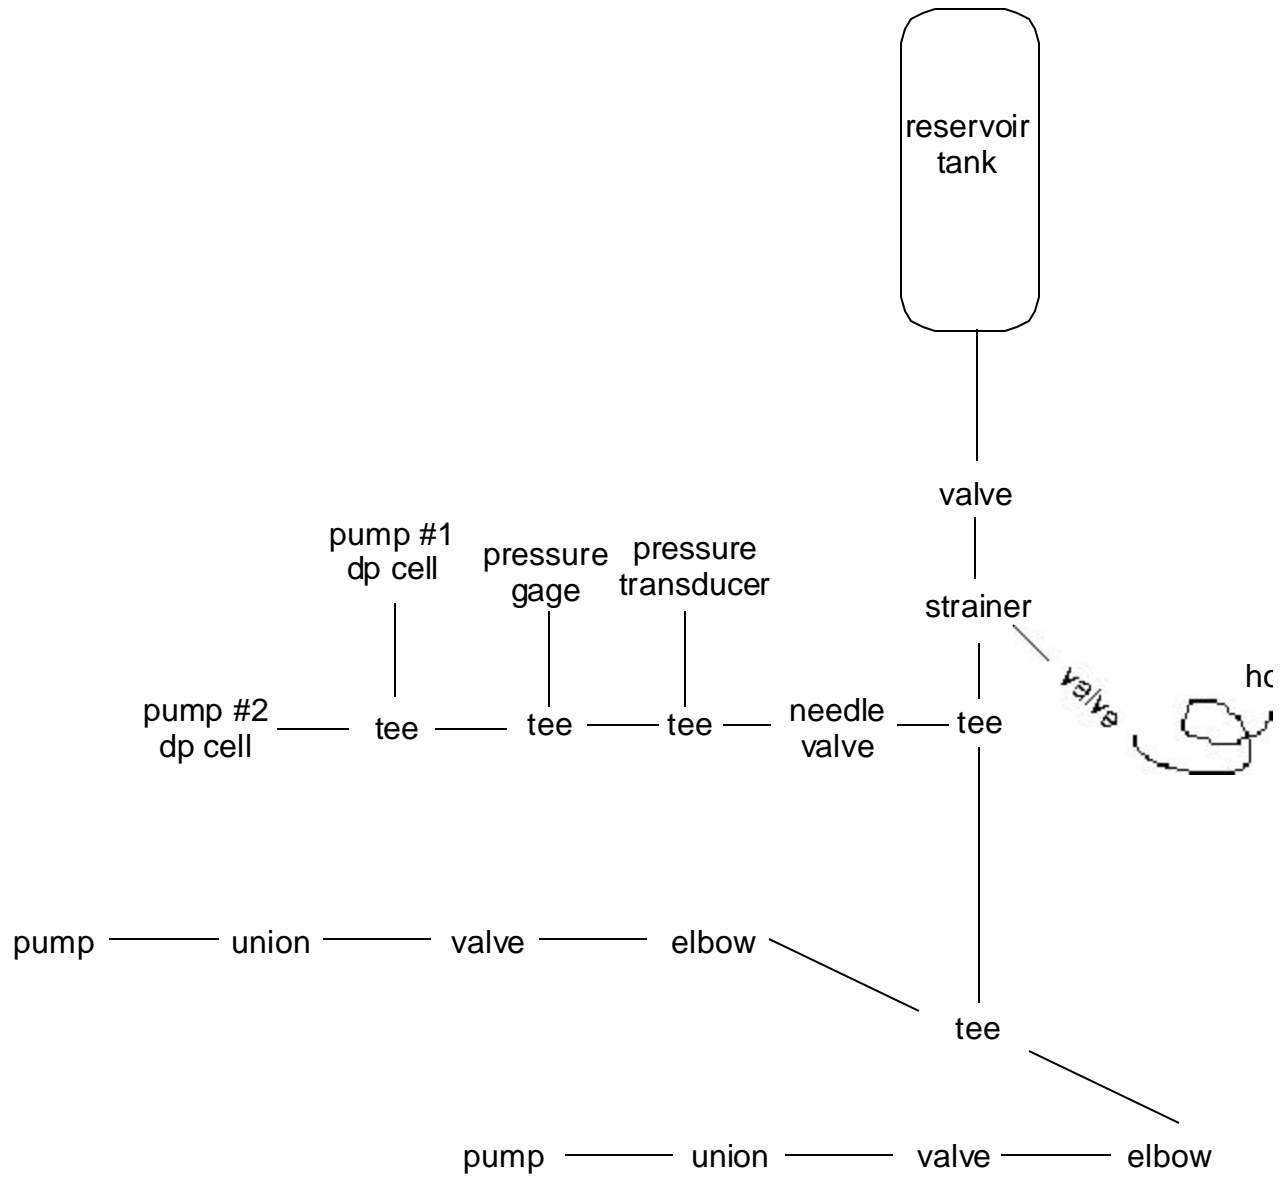 reservoir
tank
valve
pump #1
dp cell
pressure
gage
pressure
transducer
strainer
valve
pump #2
dp cell
tee
tee
tee
needle
valve
tee
pump
union
valve
elbow
tee
pump
union
valve
elbow